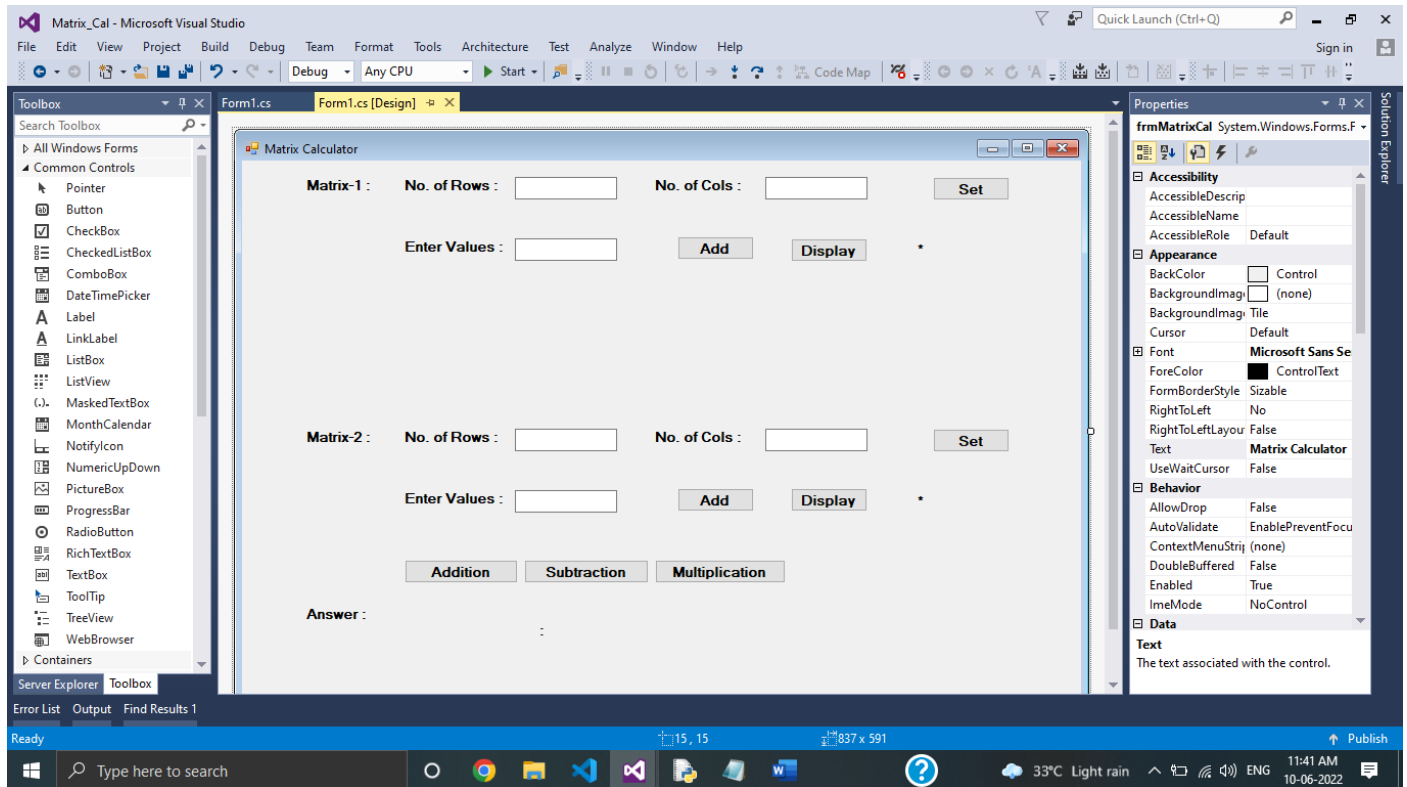 Matrix_Cal - Microsoft Visual Studio
Quick Launch (Ctrl+Q)
File Edit View Project Build Debug Team Format Tools Architecture Test Analyze Window Help
Sign in
Debug Any CPU Start Code Map
Toolbox
Search Toolbox
All Windows Forms
Common Controls
Pointer
Button
CheckBox
CheckedListBox
ComboBox
DateTimePicker
Label
LinkLabel
ListBox
ListView
MaskedTextBox
MonthCalendar
NotifyIcon
NumericUpDown
PictureBox
ProgressBar
RadioButton
RichTextBox
TextBox
ToolTip
TreeView
WebBrowser
Containers
Server Explorer Toolbox
Form1.cs Form1.cs [Design]
Matrix Calculator
Matrix-1 : No. of Rows : No. of Cols : Set
Enter Values : Add Display *
Matrix-2 : No. of Rows : No. of Cols : Set
Enter Values : Add Display *
Addition Subtraction Multiplication
Answer :
:
Properties
frmMatrixCal System.Windows.Forms.F
Accessibility
AccessibleDescrip
AccessibleName
AccessibleRole Default
Appearance
BackColor Control
BackgroundImage (none)
BackgroundImag Tile
Cursor Default
Font Microsoft Sans Se
ForeColor ControlText
FormBorderStyle Sizable
RightToLeft No
RightToLeftLayou False
Text Matrix Calculator
UseWaitCursor False
Behavior
AllowDrop False
AutoValidate EnablePreventFocu
ContextMenuStrip (none)
DoubleBuffered False
Enabled True
ImeMode NoControl
Data
Text
The text associated with the control.
Solution Explorer
Error List Output Find Results 1
Ready 15 , 15 837 x 591 Publish
Type here to search
33°C Light rain ENG 11:41 AM
10-06-2022